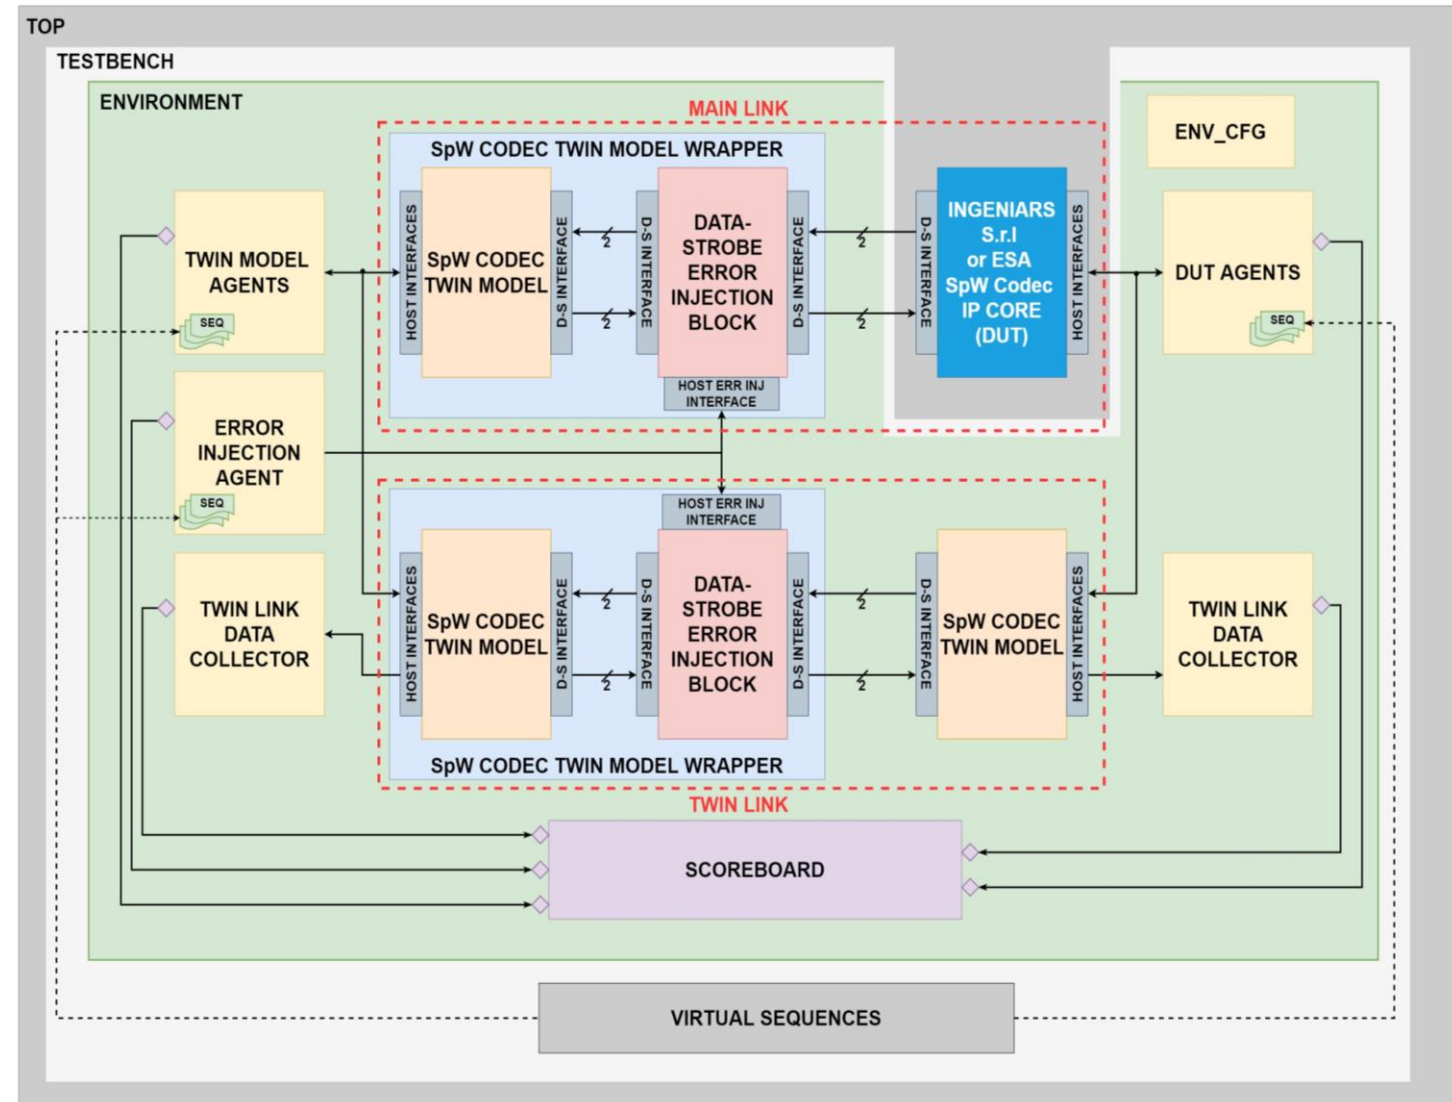 TOP
TESTBENCH
ENVIRONMENT
MAIN LINK
ENV_CFG
SpW CODEC TWIN MODEL WRAPPER
TWIN MODEL
AGENTS
SEQ
HOST INTERFACES
SpW CODEC
TWIN MODEL
D-S INTERFACE
2
2
D-S INTERFACE
DATA-
STROBE
ERROR
INJECTION
BLOCK
HOST ERR INJ
INTERFACE
D-S INTERFACE
2
2
D-S INTERFACE
INGENIARS
S.r.l
or ESA
SpW Codec
IP CORE
(DUT)
HOST INTERFACES
DUT AGENTS
SEQ
ERROR
INJECTION
AGENT
SEQ
TWIN LINK
DATA
COLLECTOR
HOST INTERFACES
SpW CODEC
TWIN MODEL
D-S INTERFACE
2
2
D-S INTERFACE
HOST ERR INJ
INTERFACE
DATA-
STROBE
ERROR
INJECTION
BLOCK
D-S INTERFACE
2
2
D-S INTERFACE
SpW CODEC
TWIN MODEL
HOST INTERFACES
TWIN LINK
DATA
COLLECTOR
SpW CODEC TWIN MODEL WRAPPER
TWIN LINK
SCOREBOARD
VIRTUAL SEQUENCES